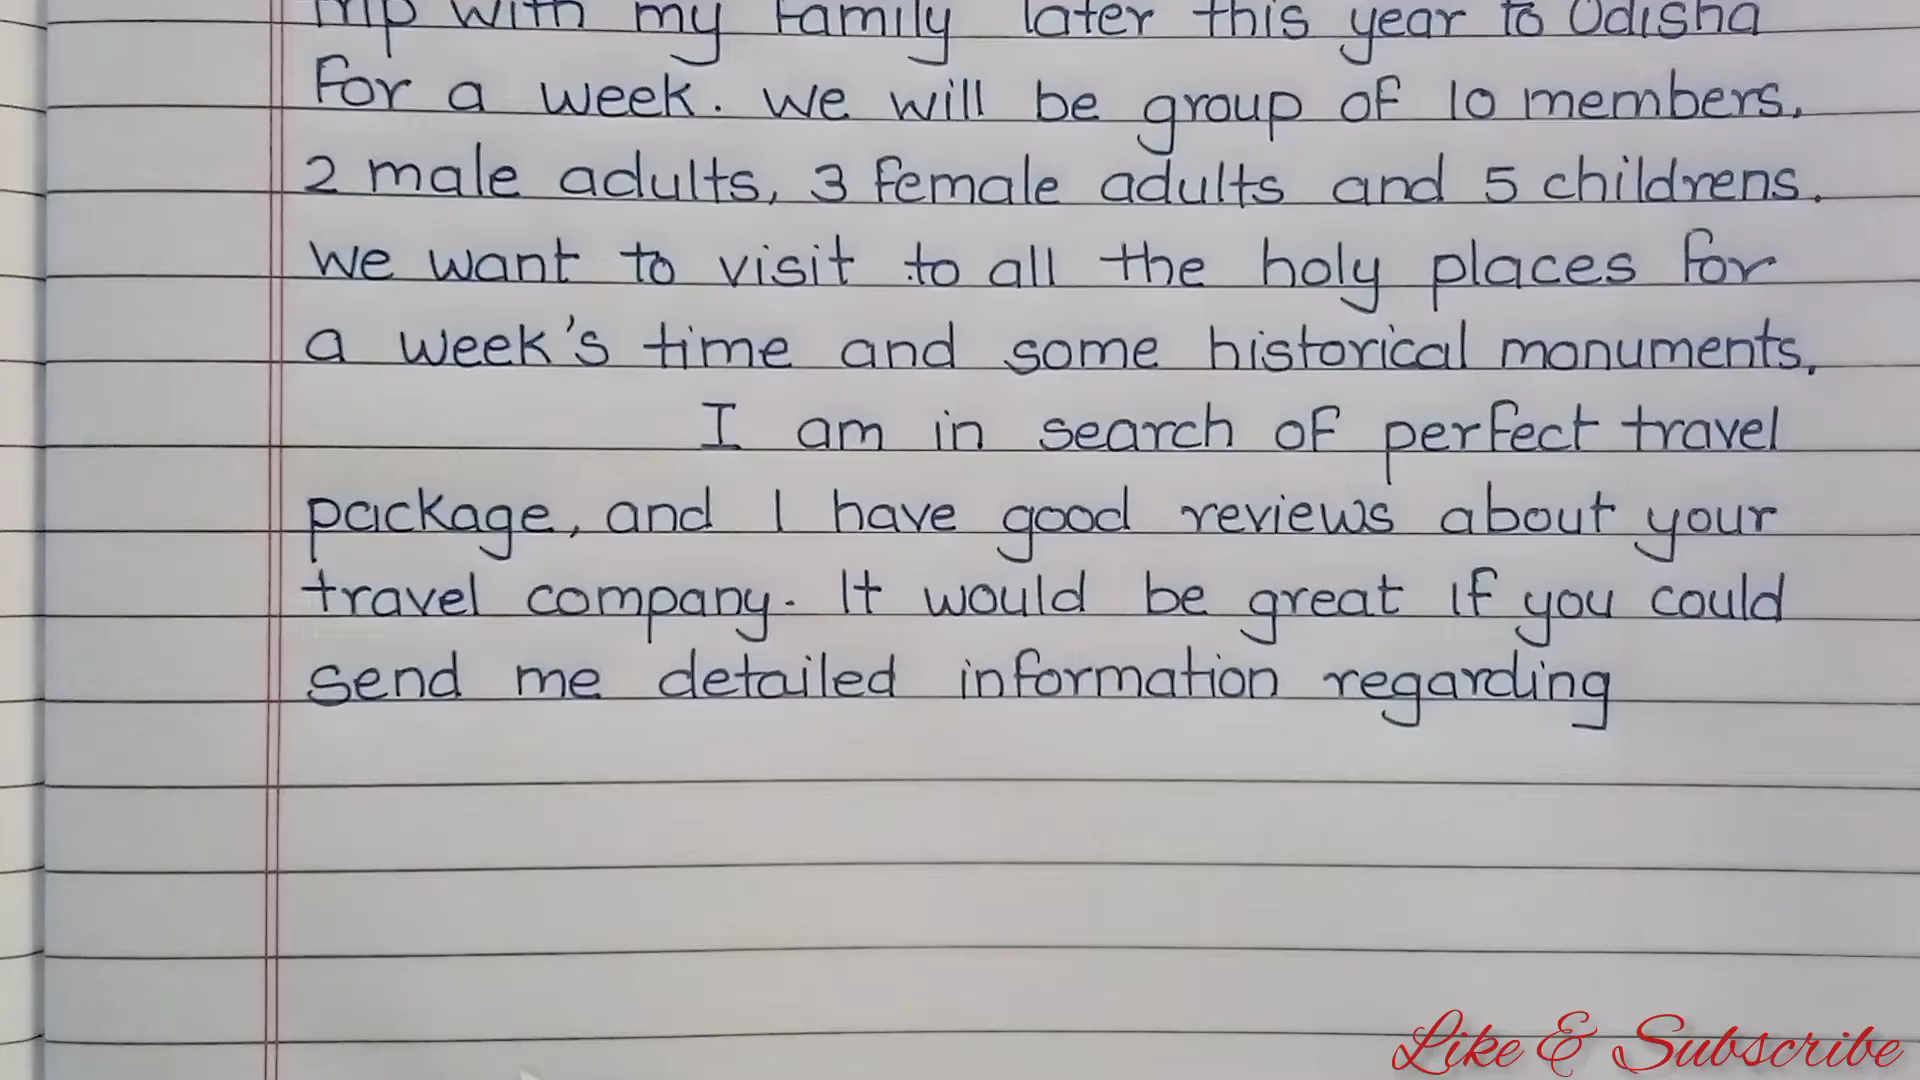 trip with my family later this year to Odisha
for a week. we will be group of 10 members.
2 male adults, 3 female adults and 5 childrens.
we want to visit to all the holy places for
a week's time and some historical monuments.
I am in search of perfect travel
package, and I have good reviews about your
travel company. It would be great if you could
send me detailed information regarding
Like & Subscribe